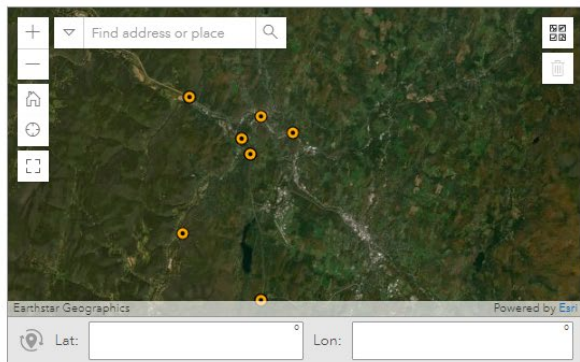 Find address or place
Earthstar Geographics
Powered by Esri
Lat:
°
Lon:
°